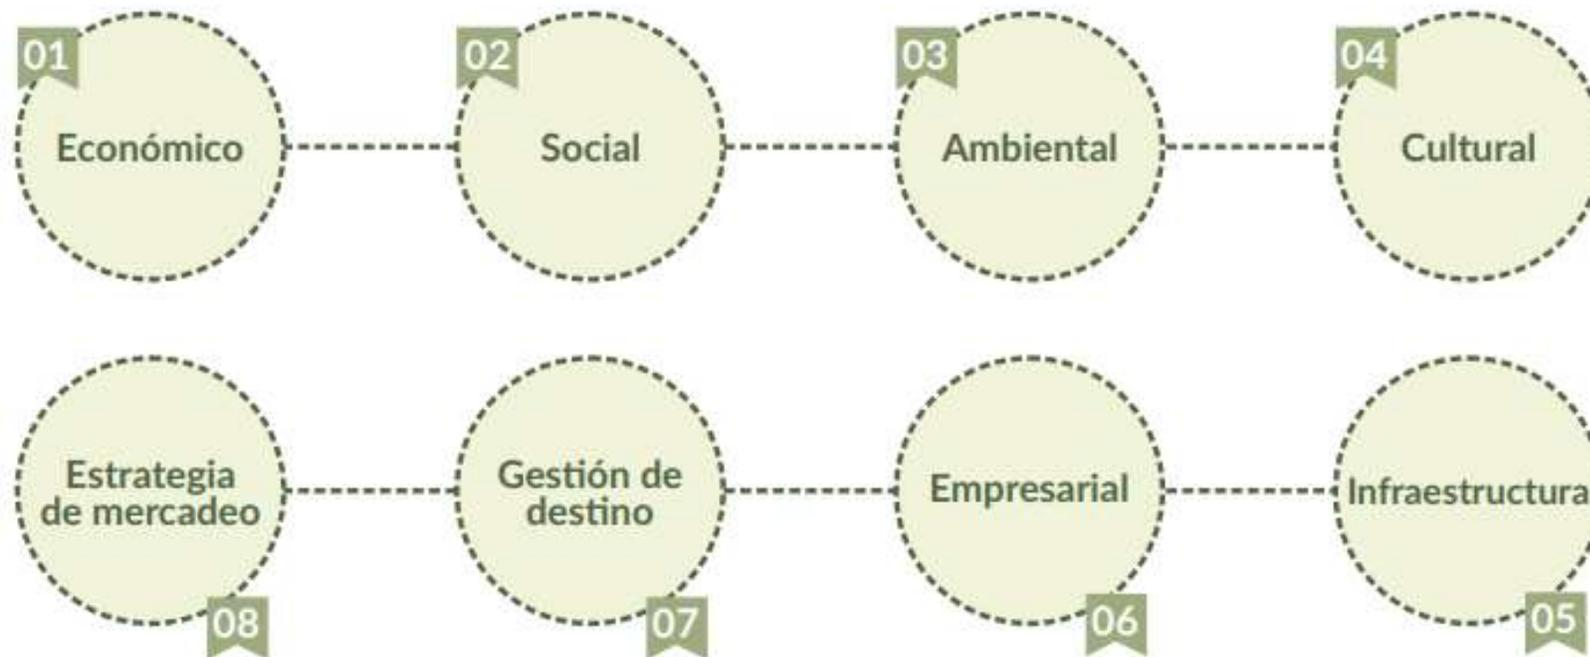 01
Económico
02
Social
03
Ambiental
04
Cultural
Estrategia
de mercadeo
08
Gestión de
destino
07
Empresarial
06
Infraestructura
05